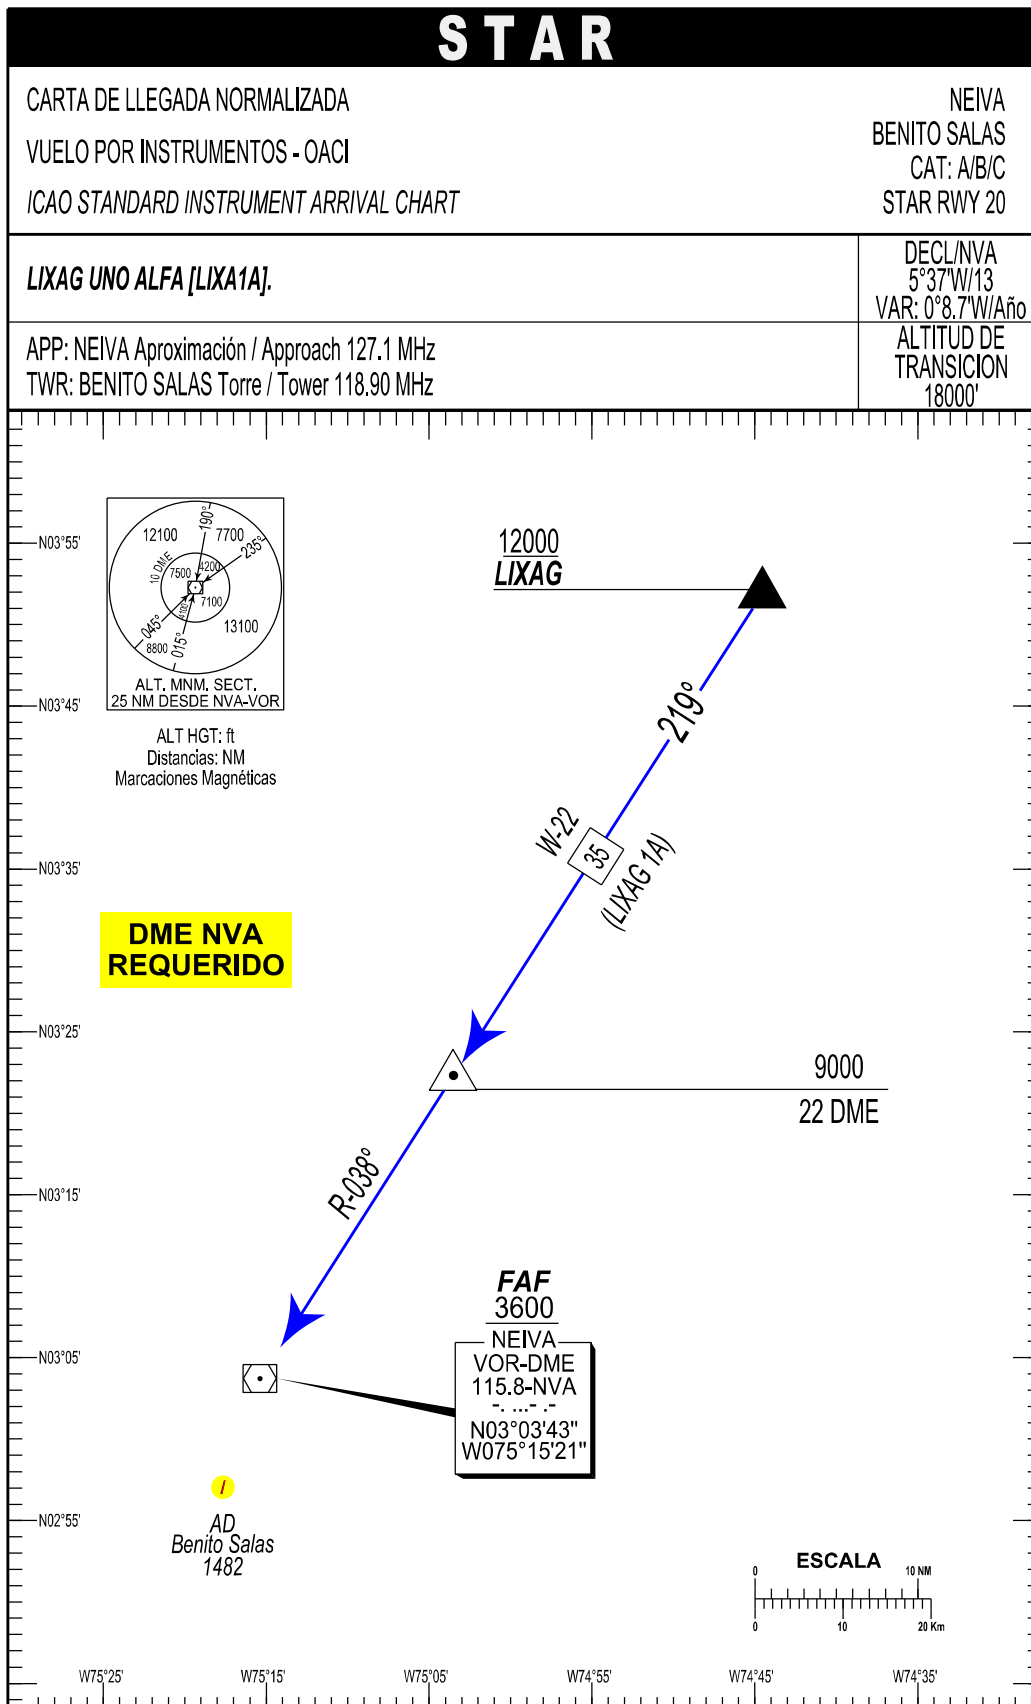 STAR
CARTA DE LLEGADA NORMALIZADA
VUELO POR INSTRUMENTOS - OACI
ICAO STANDARD INSTRUMENT ARRIVAL CHART
NEIVA
BENITO SALAS
CAT: A/B/C
STAR RWY 20
LIXAG UNO ALFA [LIXA1A].
DECL/NVA
5°37'W/13
VAR: 0°8.7'W/Año
APP: NEIVA Aproximación / Approach 127.1 MHz
TWR: BENITO SALAS Torre / Tower 118.90 MHz
ALTITUD DE
TRANSICION
18000'
N03°55'
N03°45'
N03°35'
N03°25'
N03°15'
N03°05'
N02°55'
12100
190°
7700
235°
10 DME
7500
4200
7100
4100
045°
015°
8800
13100
ALT. MNM. SECT.
25 NM DESDE NVA-VOR
ALT HGT: ft
Distancias: NM
Marcaciones Magnéticas
12000
LIXAG
219°
W-22
35
(LIXAG 1A)
DME NVA
REQUERIDO
9000
22 DME
R-038°
FAF
3600
NEIVA
VOR-DME
115.8-NVA
-. ...- .-
N03°03'43"
W075°15'21"
AD
Benito Salas
1482
ESCALA
0 10 NM
0 10 20 Km
W75°25' W75°15' W75°05' W74°55' W74°45' W74°35'